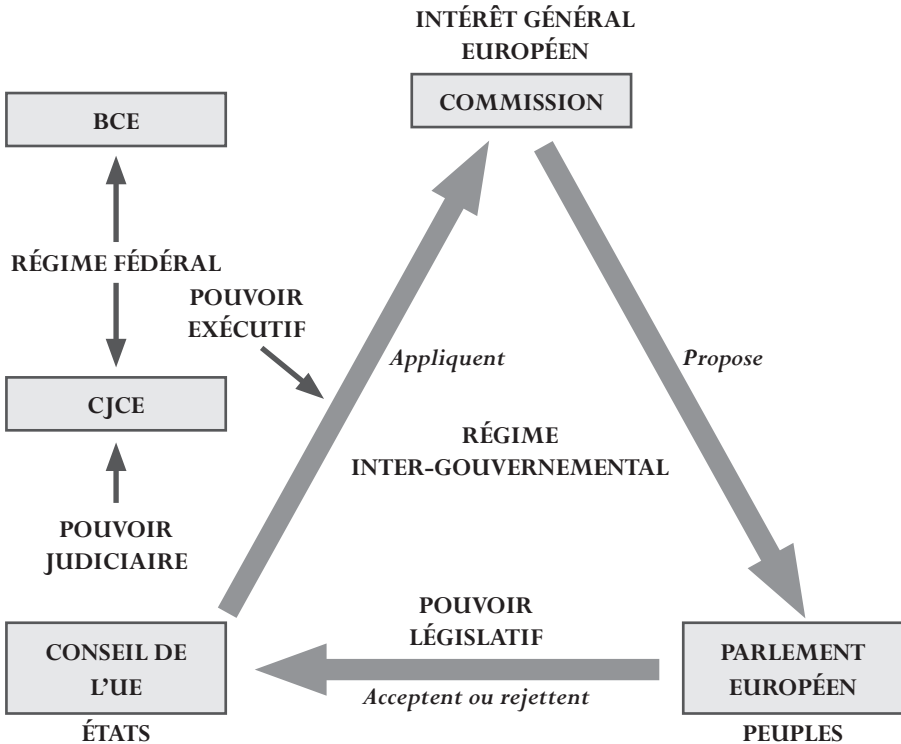 INTÉRÊT GÉNÉRAL
EUROPÉEN
COMMISSION
BCE
RÉGIME FÉDÉRAL
POUVOIR
EXÉCUTIF
Appliquent
Propose
CJCE
RÉGIME
INTER-GOUVERNEMENTAL
POUVOIR
JUDICIAIRE
POUVOIR
LÉGISLATIF
CONSEIL DE
L'UE
Acceptent ou rejettent
PARLEMENT
EUROPÉEN
ÉTATS
PEUPLES